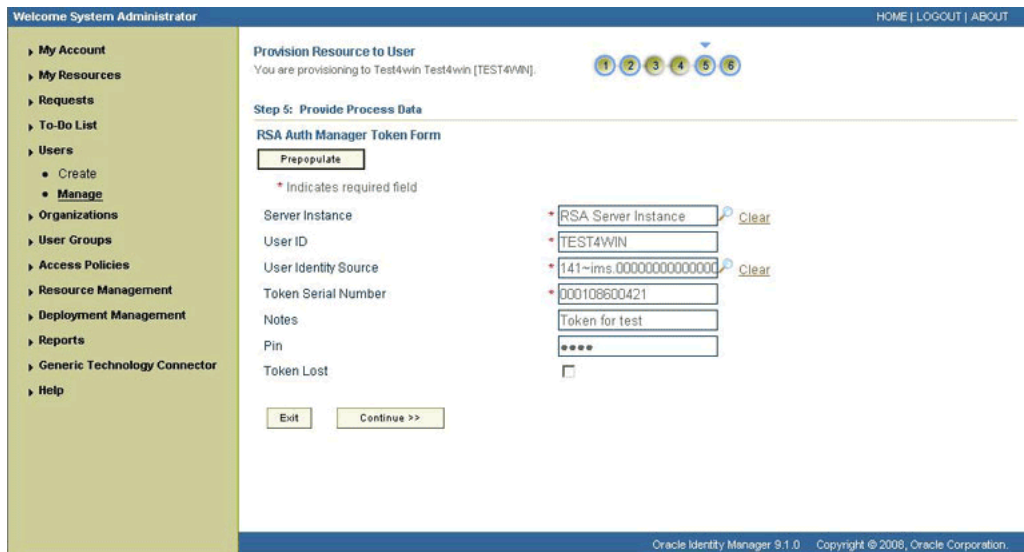 Welcome System Administrator
HOME | LOGOUT | ABOUT
My Account
My Resources
Requests
To-Do List
Users
Create
Manage
Organizations
User Groups
Access Policies
Resource Management
Deployment Management
Reports
Generic Technology Connector
Help
Provision Resource to User
You are provisioning to Test4win Test4win [TEST4WIN].
1 2 3 4 5 6
Step 5: Provide Process Data
RSA Auth Manager Token Form
Prepopulate
* Indicates required field
Server Instance * RSA Server Instance Clear
User ID * TEST4WIN
User Identity Source * 141~ims.00000000000000 Clear
Token Serial Number * 000108600421
Notes Token for test
Pin ●●●●
Token Lost
Exit Continue >>
Oracle Identity Manager 9.1.0 Copyright © 2008, Oracle Corporation.